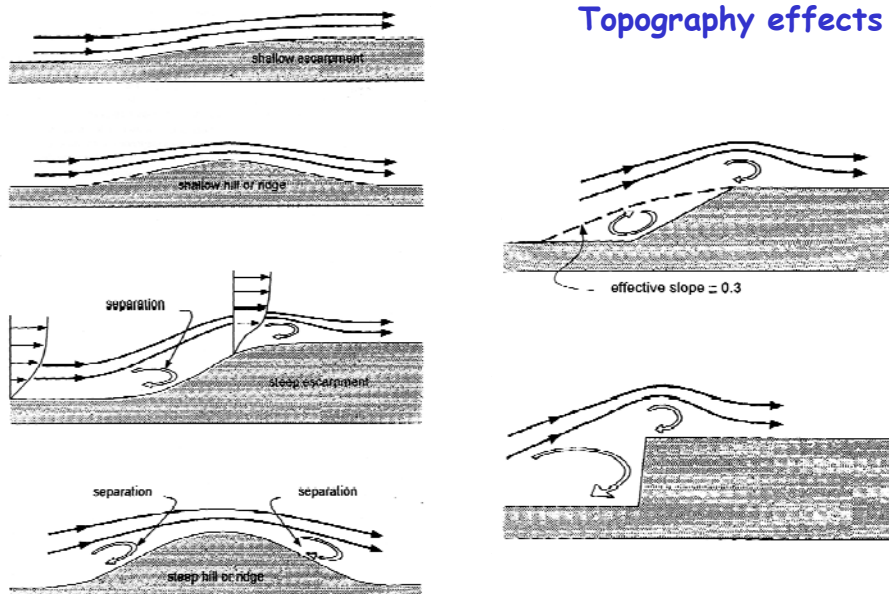 Topography effects
shallow escarpment
shallow hill or ridge
separation
steep escarpment
separation
separation
steep hill or ridge
effective slope = 0.3